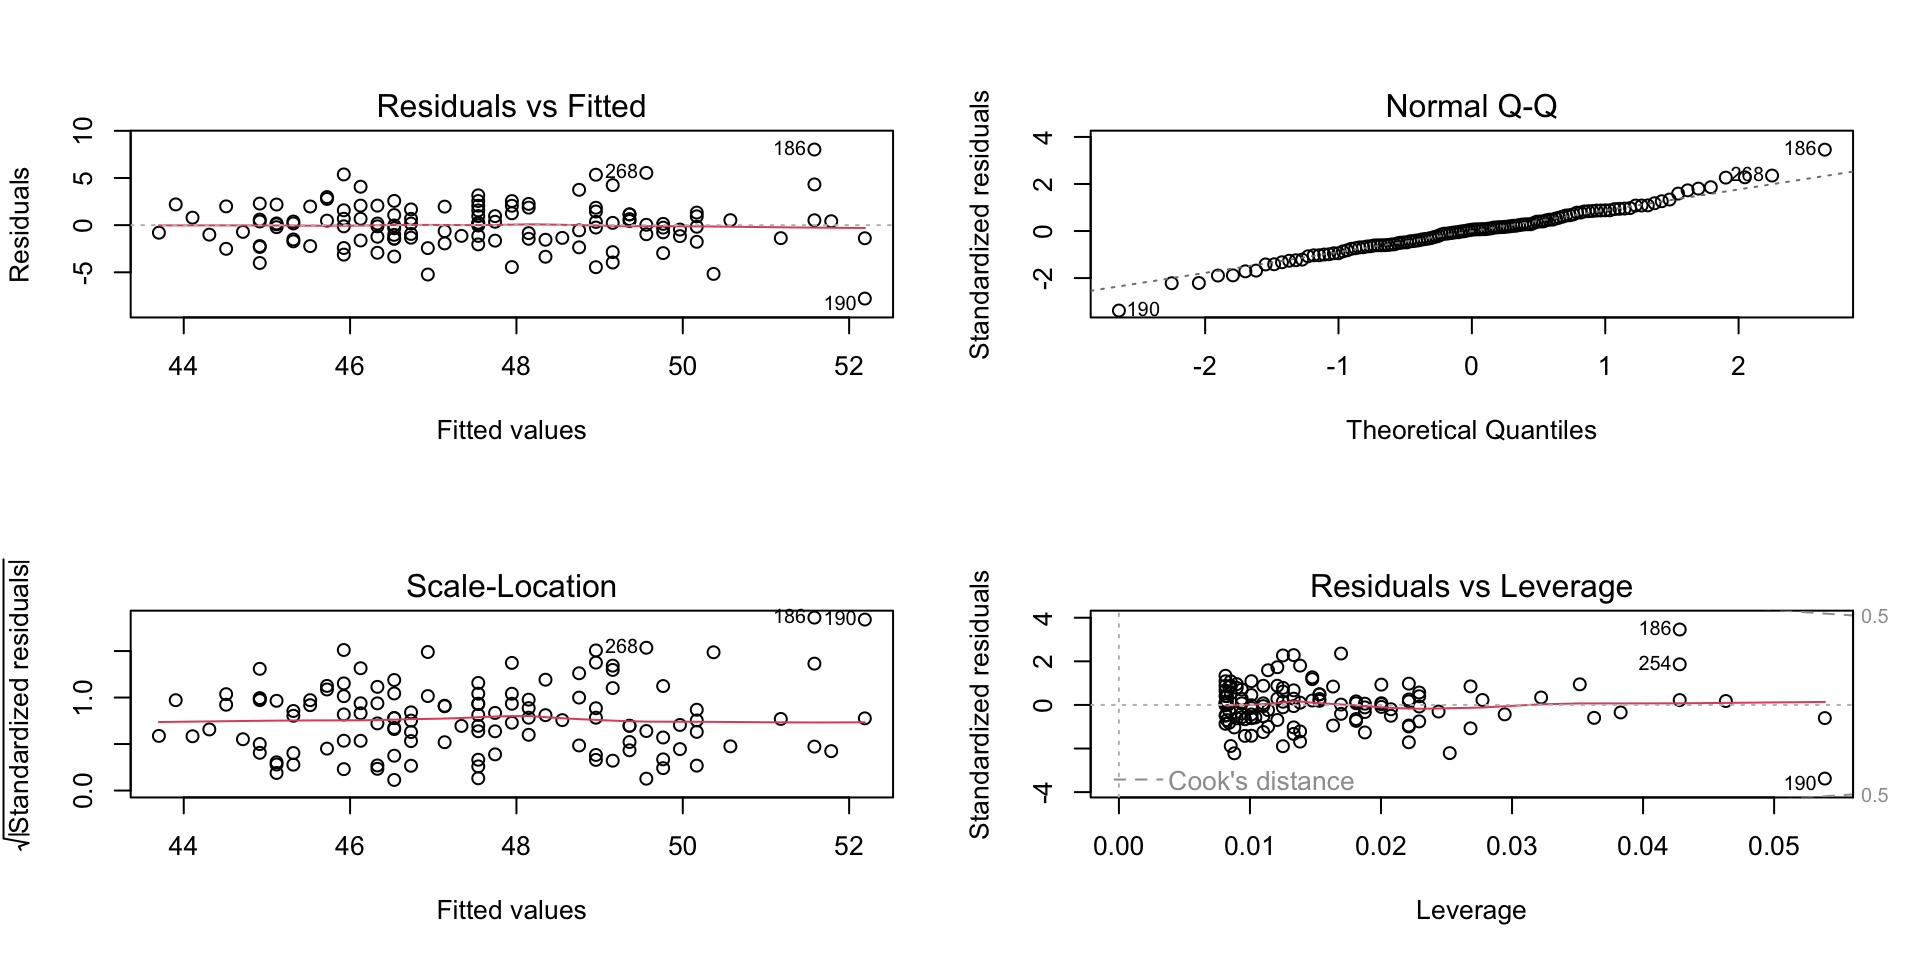 Residuals vs Fitted
Residuals
10
5
0
-5
186
268
190
44 46 48 50 52
Fitted values
Normal Q-Q
Standardized residuals
4
2
0
-2
186
268
190
-2 -1 0 1 2
Theoretical Quantiles
Scale-Location
√|Standardized residuals|
1.0
0.0
186 190
268
44 46 48 50 52
Fitted values
Residuals vs Leverage
Standardized residuals
4
2
0
-4
0.5
186
254
Cook's distance
190
0.5
0.00 0.01 0.02 0.03 0.04 0.05
Leverage